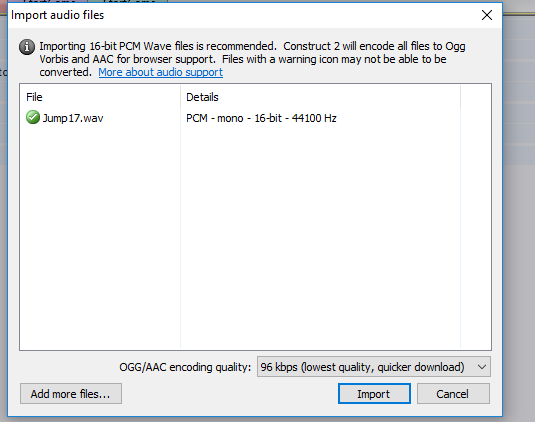 Import audio files
Importing 16-bit PCM Wave files is recommended. Construct 2 will encode all files to Ogg
Vorbis and AAC for browser support. Files with a warning icon may not be able to be
converted. More about audio support
File Details
Jump17.wav PCM - mono - 16-bit - 44100 Hz
OGG/AAC encoding quality: 96 kbps (lowest quality, quicker download)
Add more files... Import Cancel